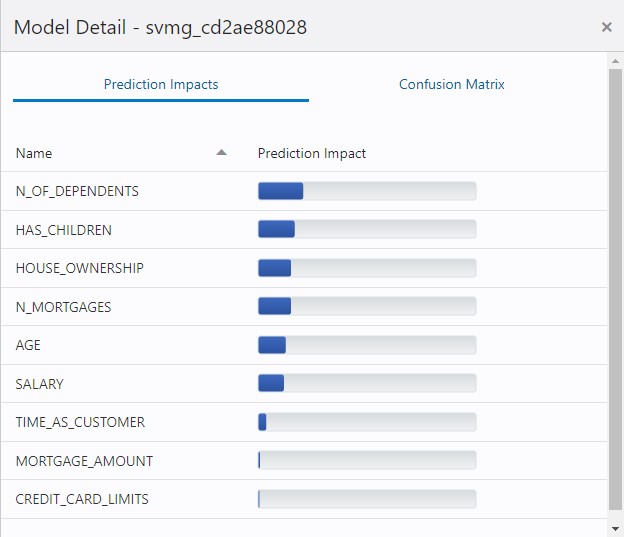 Model Detail - svmg_cd2ae88028
Prediction Impacts
Confusion Matrix
Name
Prediction Impact
N_OF_DEPENDENTS
HAS_CHILDREN
HOUSE_OWNERSHIP
N_MORTGAGES
AGE
SALARY
TIME_AS_CUSTOMER
MORTGAGE_AMOUNT
CREDIT_CARD_LIMITS